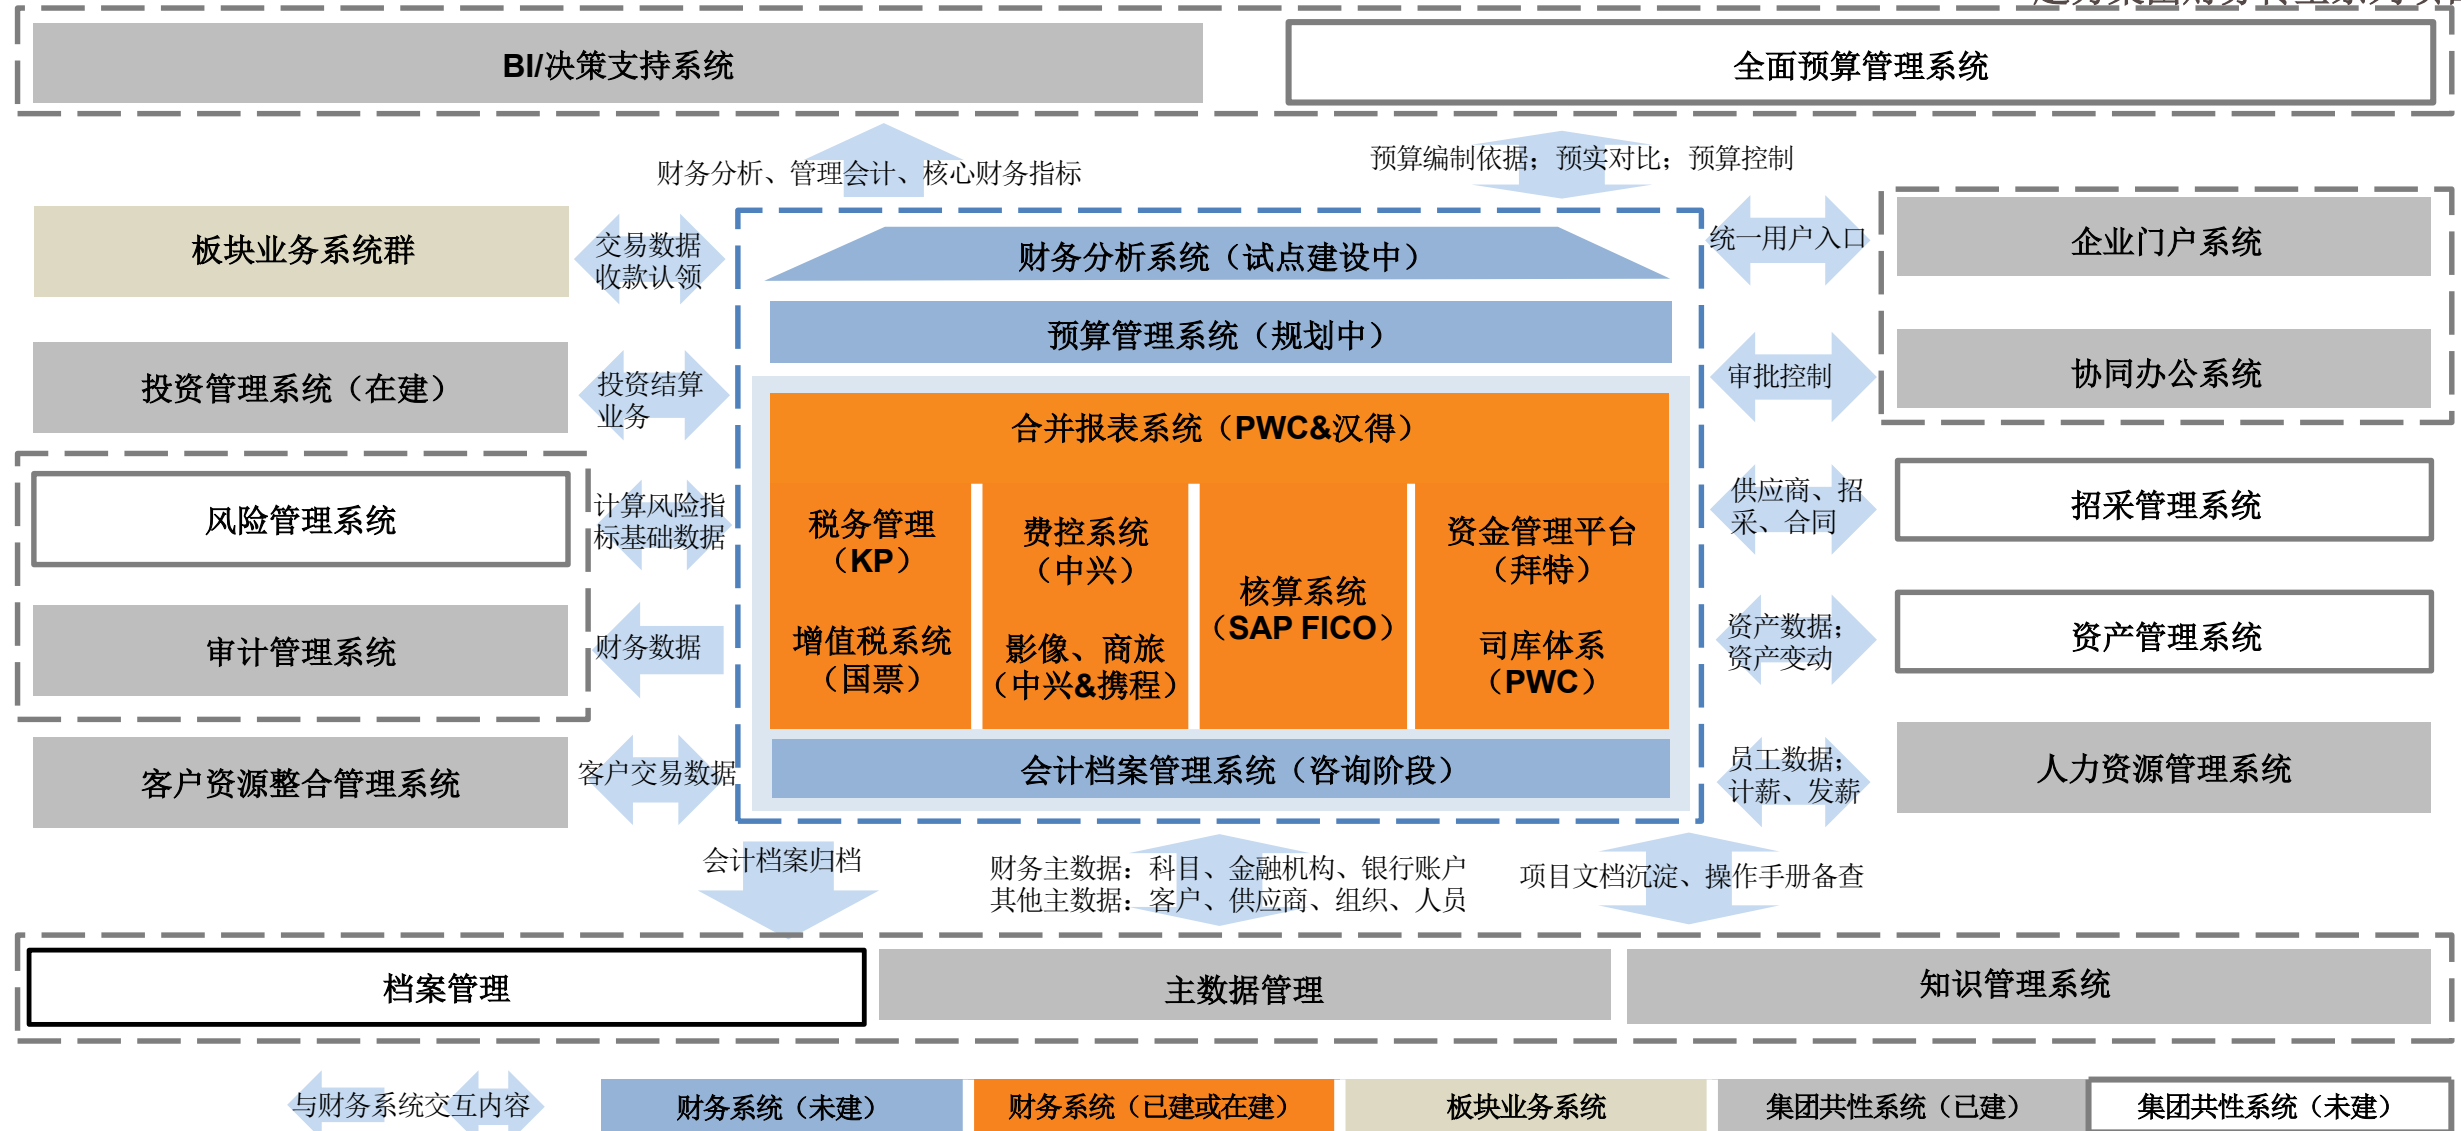 BI/决策支持系统
全面预算管理系统
财务分析、管理会计、核心财务指标
预算编制依据；预实对比；预算控制
板块业务系统群
交易数据
收款认领
财务分析系统（试点建设中）
统一用户入口
企业门户系统
预算管理系统（规划中）
投资管理系统（在建）
投资结算
业务
审批控制
协同办公系统
合并报表系统（PWC&汉得）
风险管理系统
计算风险指
标基础数据
税务管理
（KP）
增值税系统
（国票）
费控系统
（中兴）
影像、商旅
（中兴&携程）
核算系统
（SAP FICO）
资金管理平台
（拜特）
司库体系
（PWC）
供应商、招
采、合同
招采管理系统
审计管理系统
财务数据
资产数据；
资产变动
资产管理系统
客户资源整合管理系统
客户交易数据
会计档案管理系统（咨询阶段）
员工数据；
计薪、发薪
人力资源管理系统
会计档案归档
财务主数据：科目、金融机构、银行账户
其他主数据：客户、供应商、组织、人员
项目文档沉淀、操作手册备查
档案管理
主数据管理
知识管理系统
与财务系统交互内容
财务系统（未建）
财务系统（已建或在建）
板块业务系统
集团共性系统（已建）
集团共性系统（未建）